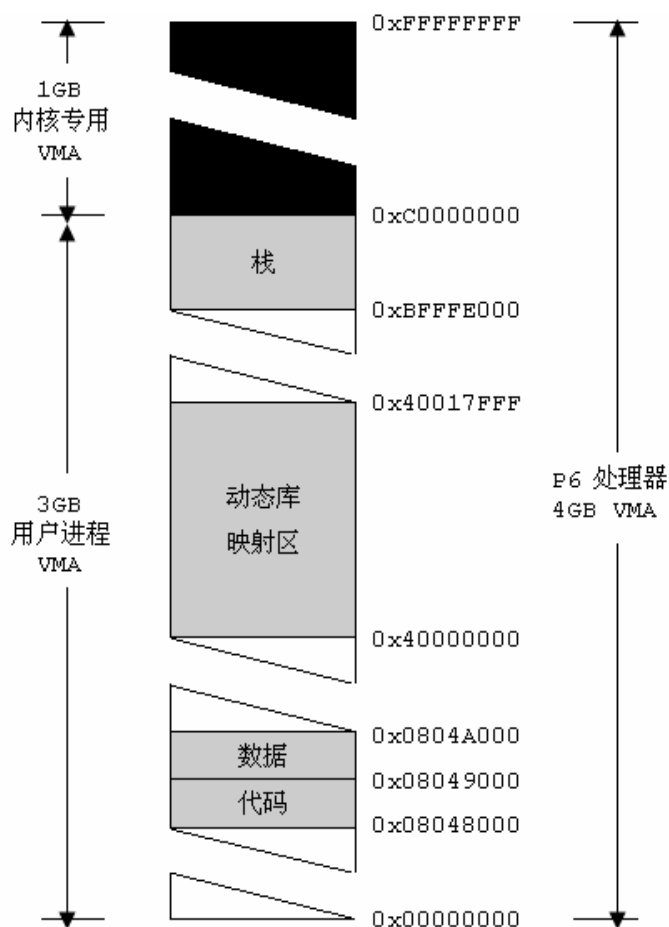 0xFFFFFFFF
1GB
内核专用
VMA
0xC0000000
栈
0xBFFFE000
0x40017FFF
动态库
映射区
3GB
用户进程
VMA
P6 处理器
4GB VMA
0x40000000
0x0804A000
数据
0x08049000
代码
0x08048000
0x00000000